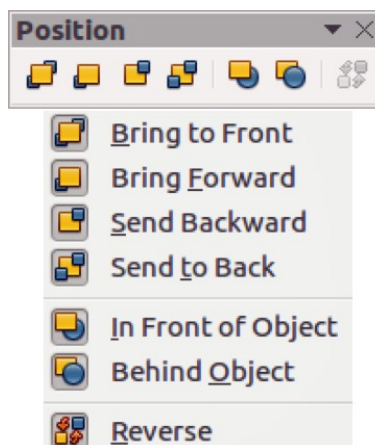 Position
Bring to Front
Bring Forward
Send Backward
Send to Back
In Front of Object
Behind Object
Reverse